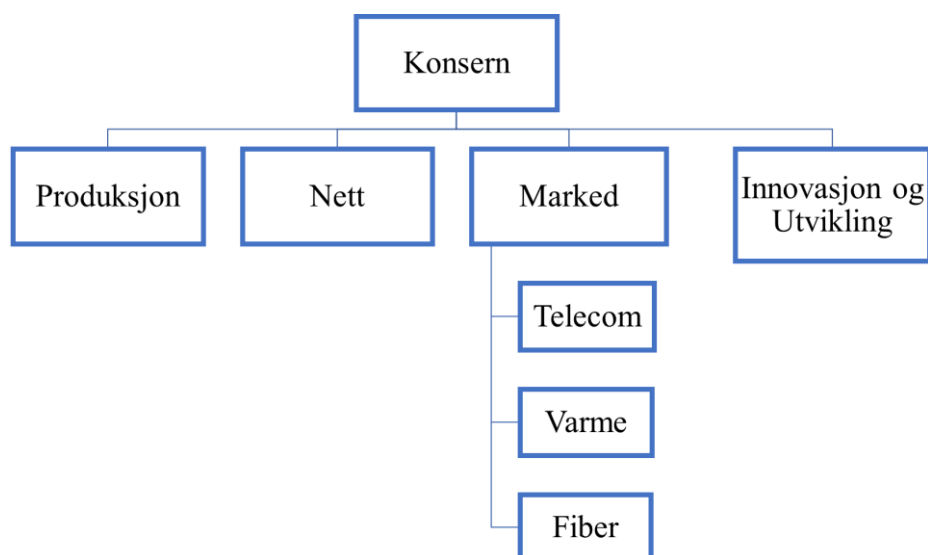 Konsern
Produksjon
Nett
Marked
Innovasjon og
Utvikling
Telecom
Varme
Fiber